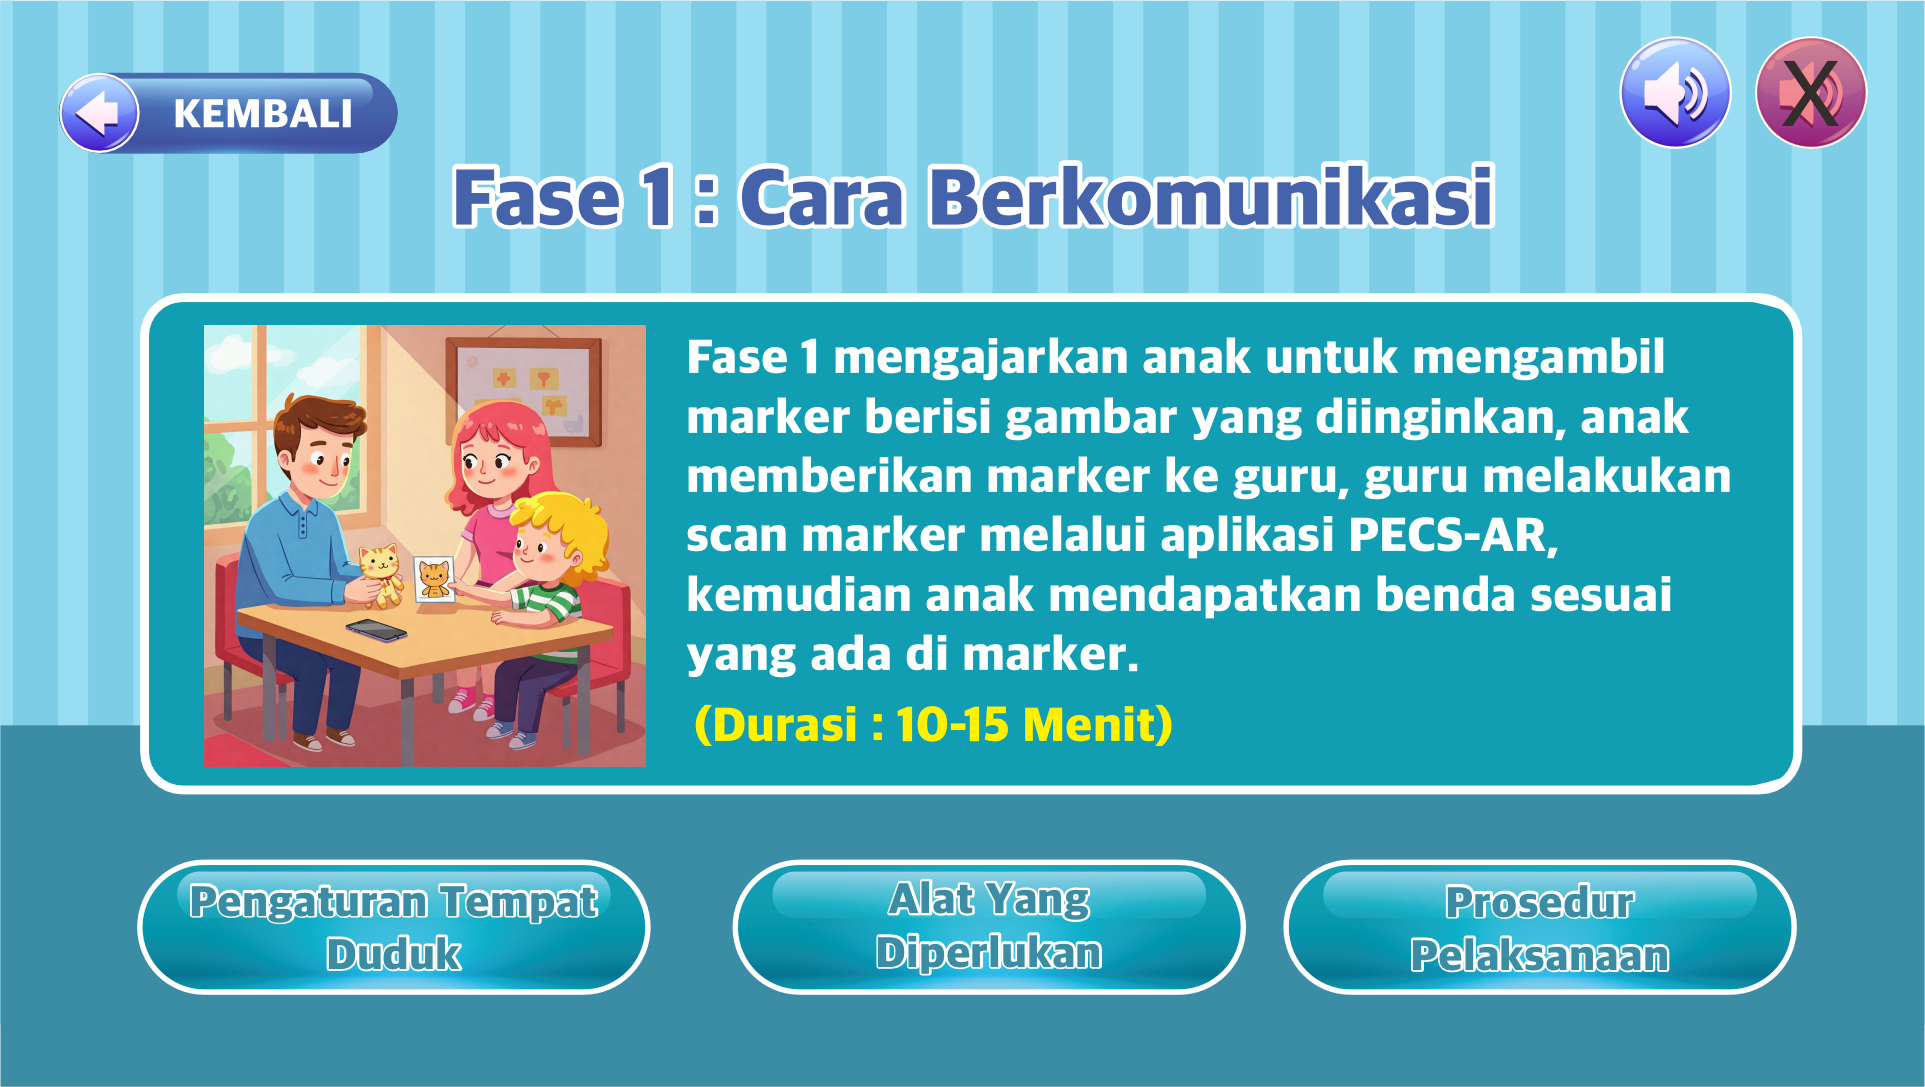 KEMBALI
X
Fase 1 : Cara Berkomunikasi
Fase 1 mengajarkan anak untuk mengambil
marker berisi gambar yang diinginkan, anak
memberikan marker ke guru, guru melakukan
scan marker melalui aplikasi PECS-AR,
kemudian anak mendapatkan benda sesuai
yang ada di marker.
(Durasi : 10-15 Menit)
Pengaturan Tempat
Duduk
Alat Yang
Diperlukan
Prosedur
Pelaksanaan